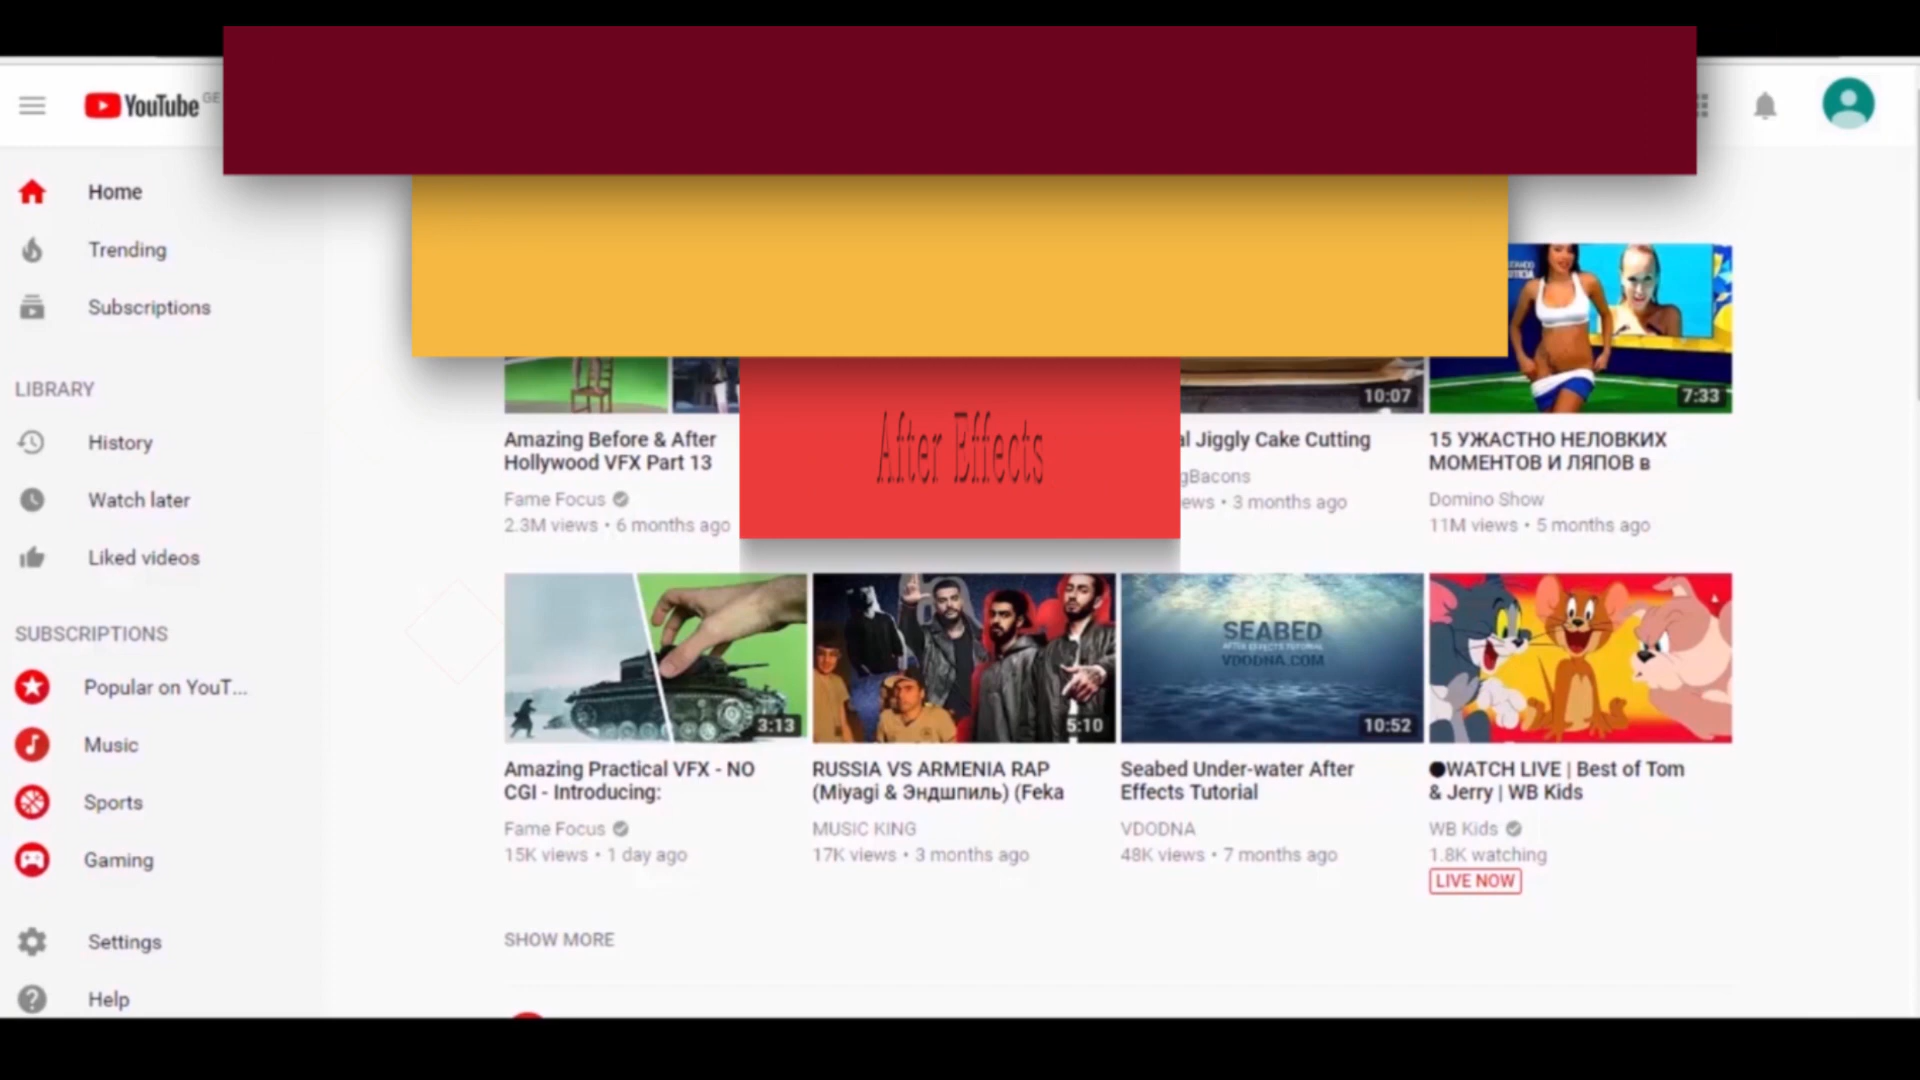 YouTube GE
Home
Trending
Subscriptions
LIBRARY
History
Watch later
Liked videos
SUBSCRIPTIONS
Popular on YouT...
Music
Sports
Gaming
Settings
Help
After Effects
10:07
7:33
Amazing Before & After
Hollywood VFX Part 13
Fame Focus
2.3M views • 6 months ago
Jiggly Cake Cutting
• 3 months ago
15 УЖАСТНО НЕЛОВКИХ
МОМЕНТОВ И ЛЯПОВ в
Domino Show
11M views • 5 months ago
3:13
Amazing Practical VFX - NO
CGI - Introducing:
Fame Focus
15K views • 1 day ago
5:10
RUSSIA VS ARMENIA RAP
(Miyagi & Эндшпиль) (Feka
MUSIC KING
17K views • 3 months ago
SEABED
AFTER EFFECTS TUTORIAL
VDODNA.COM
10:52
Seabed Under-water After
Effects Tutorial
VDODNA
48K views • 7 months ago
●WATCH LIVE | Best of Tom
& Jerry | WB Kids
WB Kids
1.8K watching
LIVE NOW
SHOW MORE